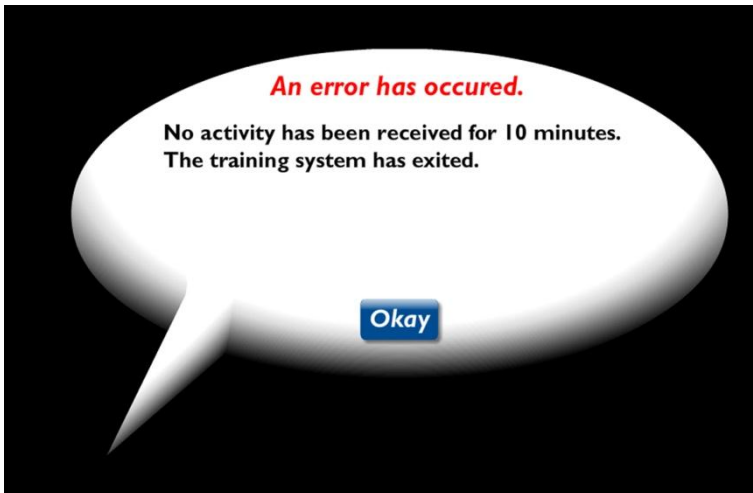 An error has occured.
No activity has been received for 10 minutes.
The training system has exited.
Okay